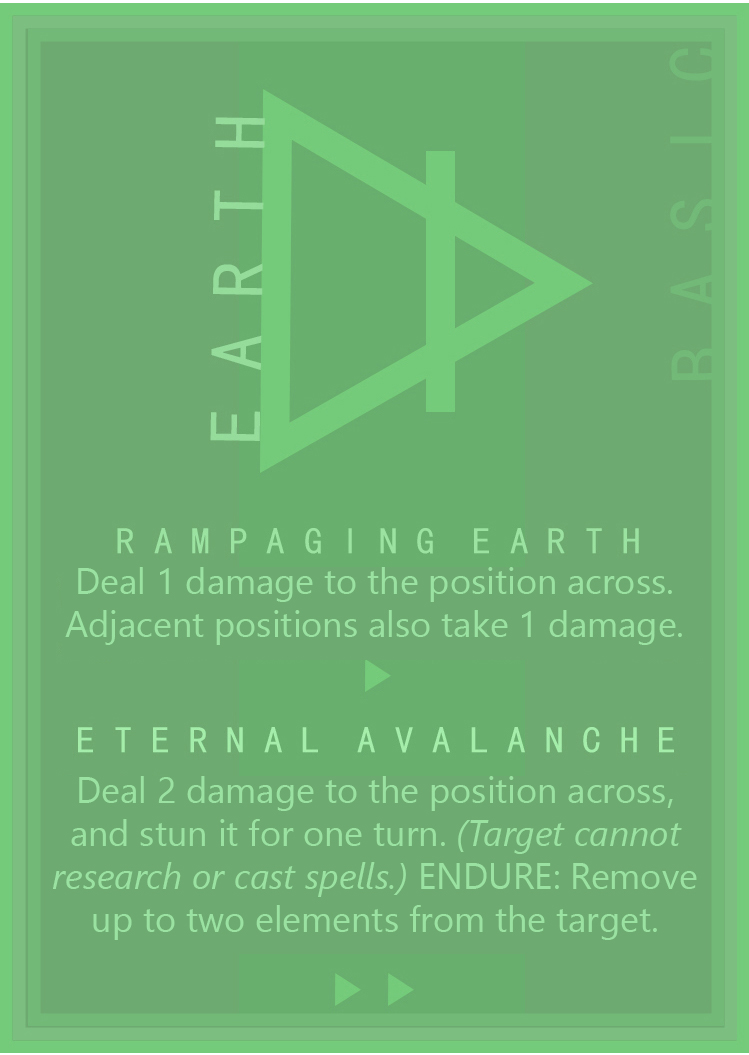 EARTH
BASIC
RAMPAGING EARTH
Deal 1 damage to the position across.
Adjacent positions also take 1 damage.
ETERNAL AVALANCHE
Deal 2 damage to the position across,
and stun it for one turn. (Target cannot
research or cast spells.) ENDURE: Remove
up to two elements from the target.